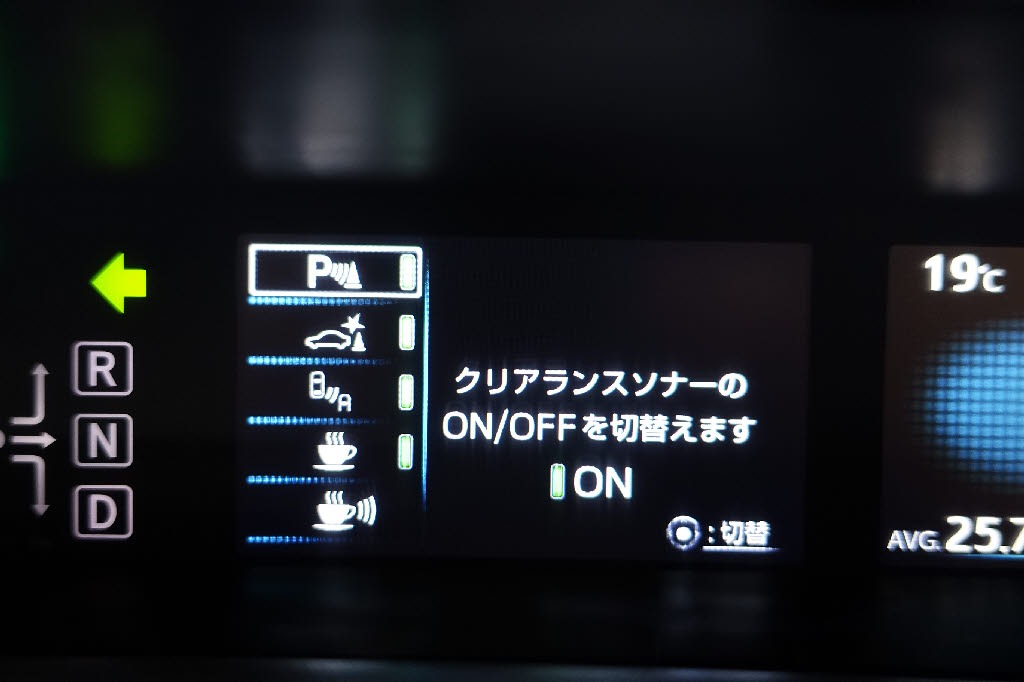 R
N
D
P
A
クリアランスソナーの
ON/OFFを切替えます
ON
:切替
19℃
AVG. 25.7